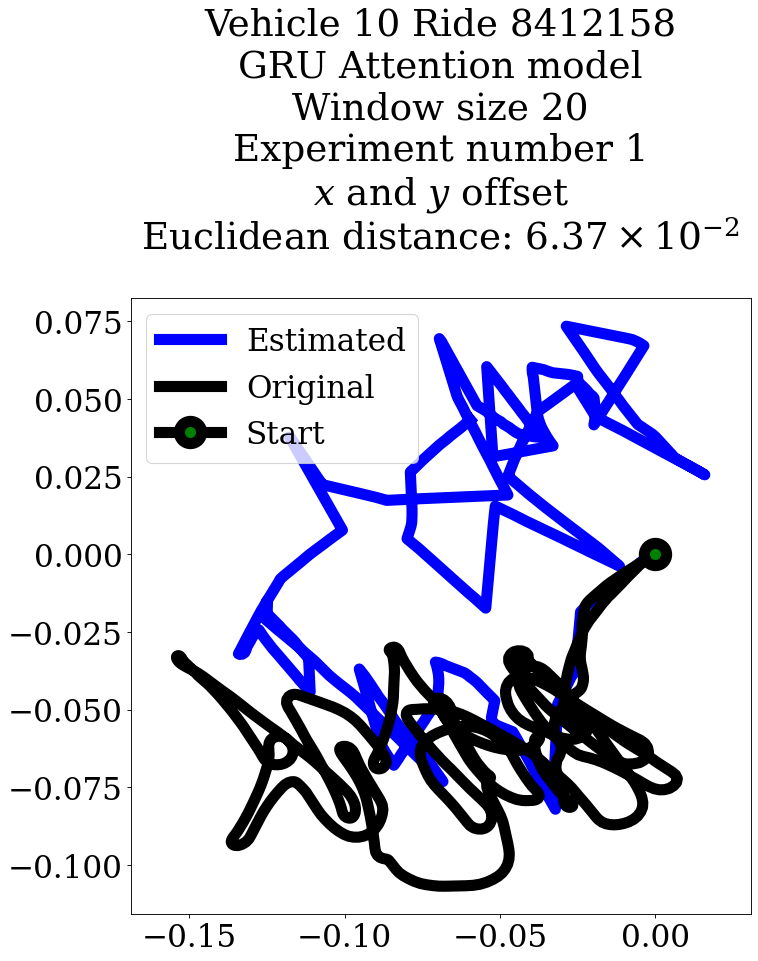 Vehicle 10 Ride 8412158
GRU Attention model
Window size 20
Experiment number 1
x and y offset
Euclidean distance: 6.37 × 10⁻²
Estimated
Original
Start
0.075
0.050
0.025
0.000
−0.025
−0.050
−0.075
−0.100
−0.15 −0.10 −0.05 0.00